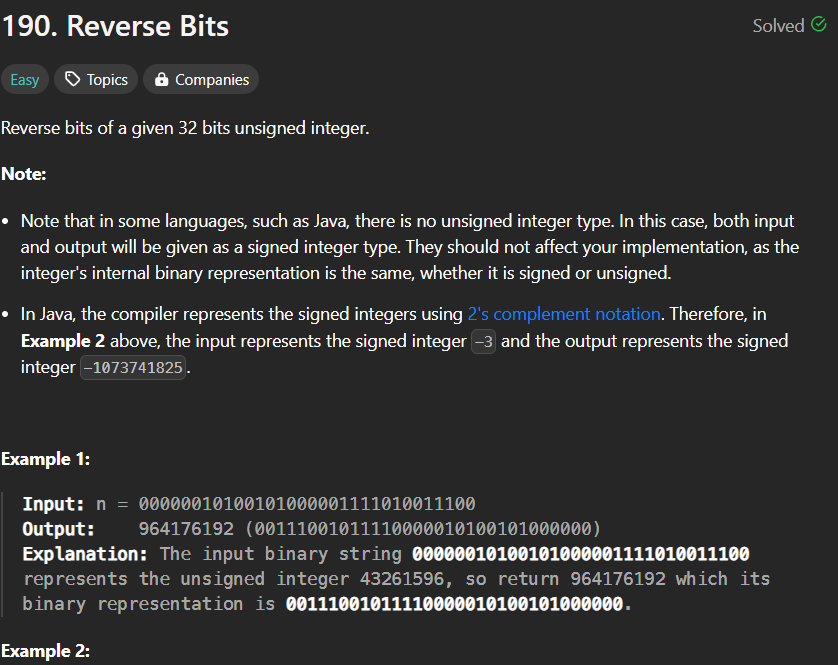 190. Reverse Bits
Solved
Easy
Topics
Companies
Reverse bits of a given 32 bits unsigned integer.
Note:
• Note that in some languages, such as Java, there is no unsigned integer type. In this case, both input
and output will be given as a signed integer type. They should not affect your implementation, as the
integer's internal binary representation is the same, whether it is signed or unsigned.
• In Java, the compiler represents the signed integers using 2's complement notation. Therefore, in
Example 2 above, the input represents the signed integer -3 and the output represents the signed
integer -1073741825.
Example 1:
Input: n = 00000010100101000001111010011100
Output:    964176192 (00111001011110000010100101000000)
Explanation: The input binary string 00000010100101000001111010011100
represents the unsigned integer 43261596, so return 964176192 which its
binary representation is 00111001011110000010100101000000.
Example 2: